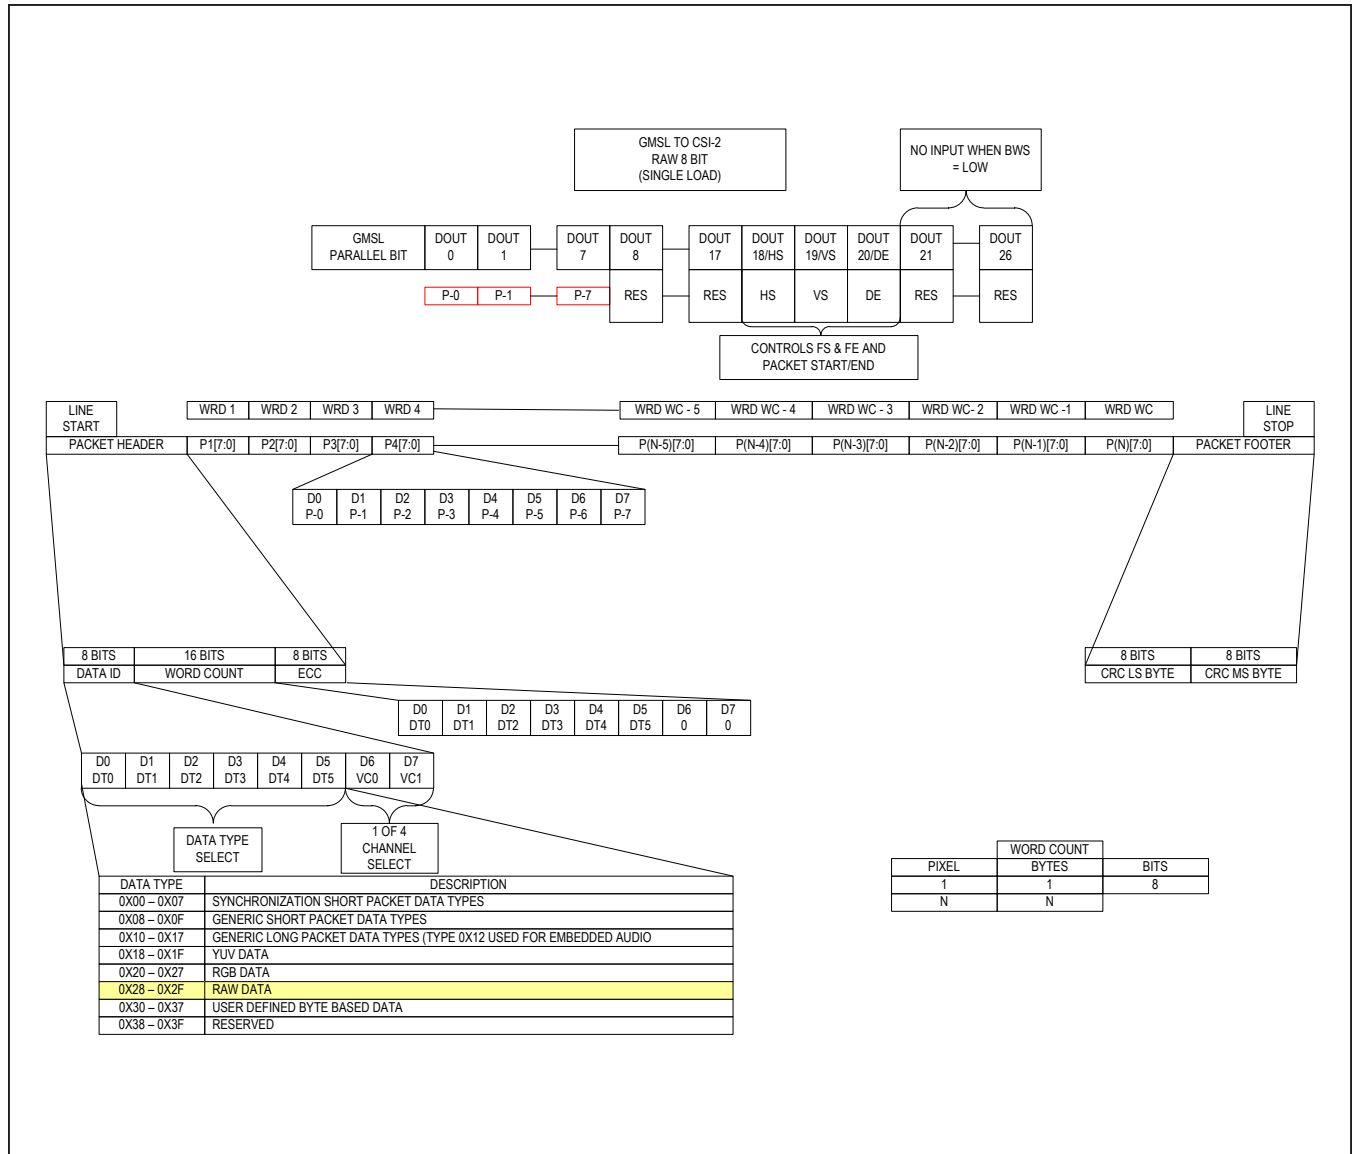 GMSL TO CSI-2
RAW 8 BIT
(SINGLE LOAD)
NO INPUT WHEN BWS
= LOW
GMSL
PARALLEL BIT
DOUT
0
DOUT
1
DOUT
7
DOUT
8
DOUT
17
DOUT
18/HS
DOUT
19/VS
DOUT
20/DE
DOUT
21
DOUT
26
P-0 P-1 P-7 RES RES HS VS DE RES RES
CONTROLS FS & FE AND
PACKET START/END
LINE
START
WRD 1 WRD 2 WRD 3 WRD 4 WRD WC - 5 WRD WC - 4 WRD WC - 3 WRD WC- 2 WRD WC -1 WRD WC
LINE
STOP
PACKET HEADER P1[7:0] P2[7:0] P3[7:0] P4[7:0] P(N-5)[7:0] P(N-4)[7:0] P(N-3)[7:0] P(N-2)[7:0] P(N-1)[7:0] P(N)[7:0] PACKET FOOTER
D0 D1 D2 D3 D4 D5 D6 D7
P-0 P-1 P-2 P-3 P-4 P-5 P-6 P-7
8 BITS 16 BITS 8 BITS
DATA ID WORD COUNT ECC
8 BITS 8 BITS
CRC LS BYTE CRC MS BYTE
D0 D1 D2 D3 D4 D5 D6 D7
DT0 DT1 DT2 DT3 DT4 DT5 0 0
D0 D1 D2 D3 D4 D5 D6 D7
DT0 DT1 DT2 DT3 DT4 DT5 VC0 VC1
DATA TYPE
SELECT
1 OF 4
CHANNEL
SELECT
WORD COUNT
PIXEL BYTES BITS
1 1 8
N N
DATA TYPE DESCRIPTION
0X00 – 0X07 SYNCHRONIZATION SHORT PACKET DATA TYPES
0X08 – 0X0F GENERIC SHORT PACKET DATA TYPES
0X10 – 0X17 GENERIC LONG PACKET DATA TYPES (TYPE 0X12 USED FOR EMBEDDED AUDIO
0X18 – 0X1F YUV DATA
0X20 – 0X27 RGB DATA
0X28 – 0X2F RAW DATA
0X30 – 0X37 USER DEFINED BYTE BASED DATA
0X38 – 0X3F RESERVED